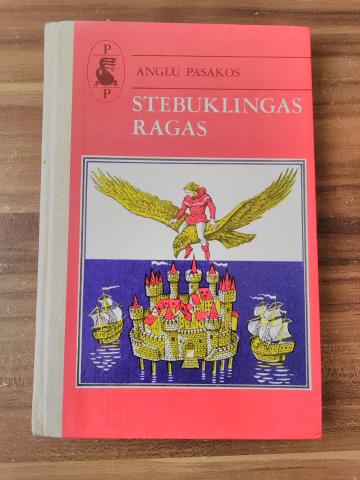 P
P
ANGLŲ PASAKOS
STEBUKLINGAS
RAGAS